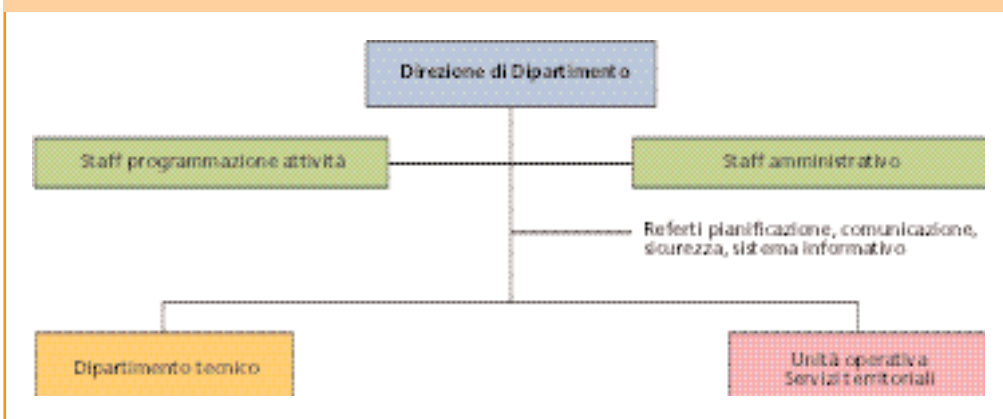 Direzione di Dipartimento
Staff programmazione attività
Staff amministrativo
Referti pianificazione, comunicazione,
sicurezza, sistema informativo
Dipartimento tecnico
Unità operativa
Servizi territoriali